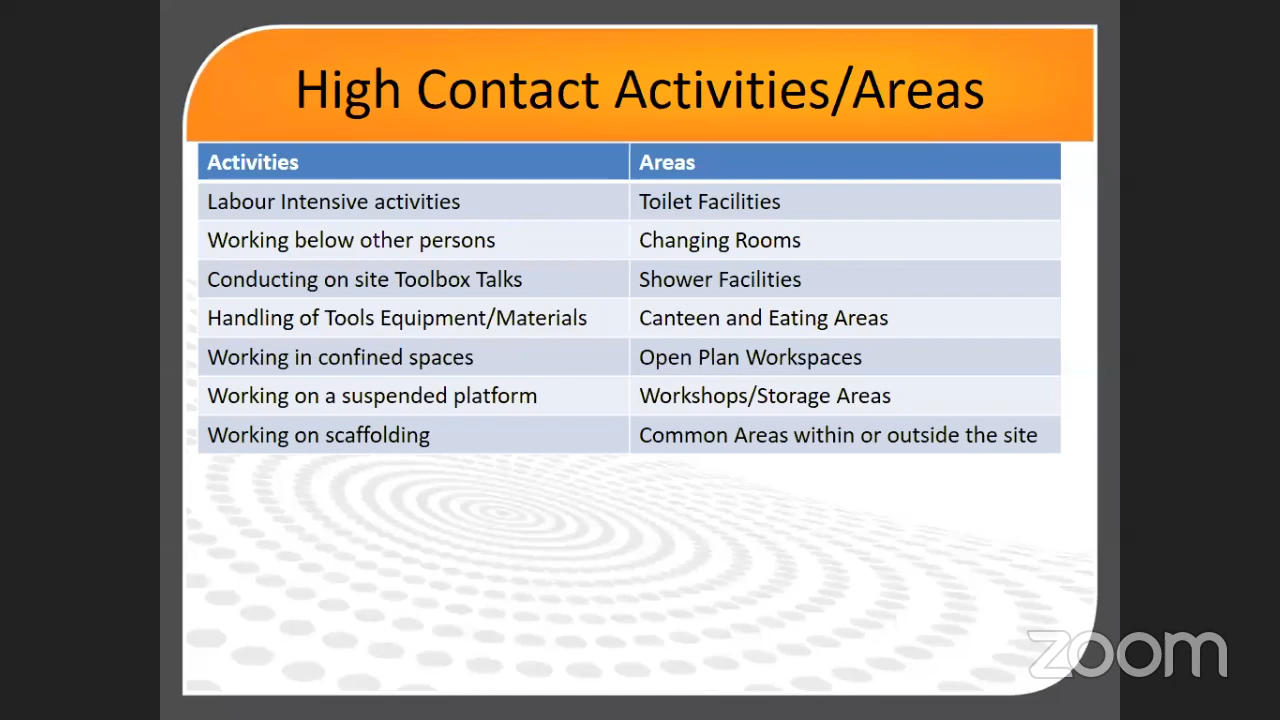 High Contact Activities/Areas
Activities Areas
Labour Intensive activities Toilet Facilities
Working below other persons Changing Rooms
Conducting on site Toolbox Talks Shower Facilities
Handling of Tools Equipment/Materials Canteen and Eating Areas
Working in confined spaces Open Plan Workspaces
Working on a suspended platform Workshops/Storage Areas
Working on scaffolding Common Areas within or outside the site
zoom